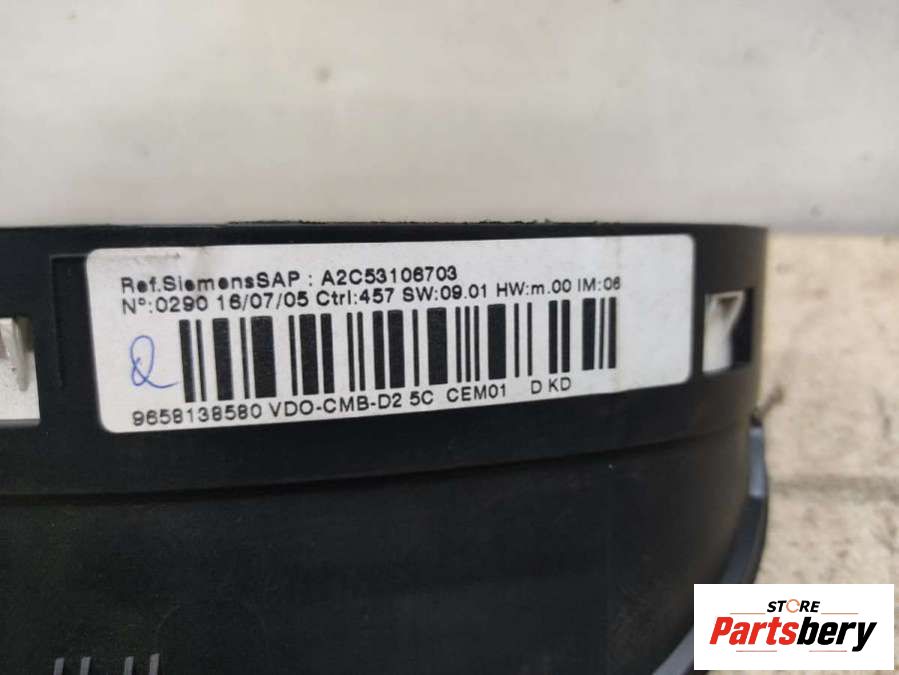 Ref.SiemensSAP : A2C53106703
Nº:0290 16/07/05 Ctrl:457 SW:09.01 HW:m.00 IM:06
Q
9658138580 VDO-CMB-D2 5C CEM01 D KD
STORE
Partsbery